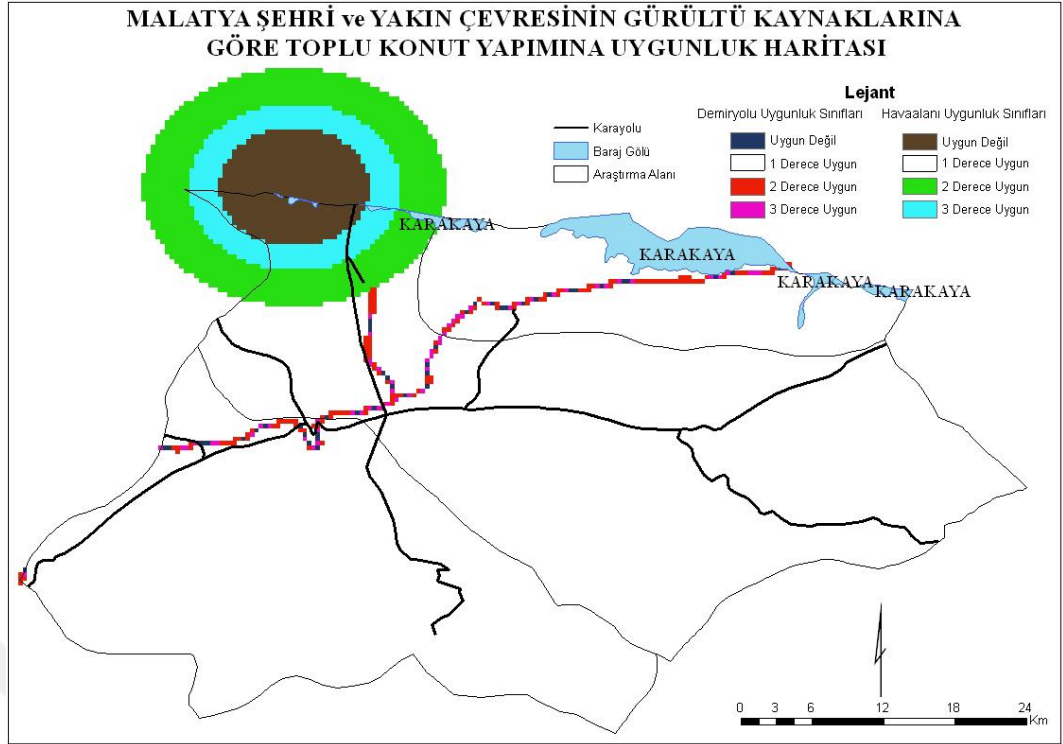 MALATYA ŞEHRİ ve YAKIN ÇEVRESİNİN GÜRÜLTÜ KAYNAKLARINA
GÖRE TOPLU KONUT YAPIMINA UYGUNLUK HARİTASI
Lejant
Karayolu
Baraj Gölü
Araştırma Alanı
Demiryolu Uygunluk Sınıfları
Uygun Değil
1 Derece Uygun
2 Derece Uygun
3 Derece Uygun
Havaalanı Uygunluk Sınıfları
Uygun Değil
1 Derece Uygun
2 Derece Uygun
3 Derece Uygun
KARAKAYA
KARAKAYA
KARAKAYA
KARAKAYA
0 3 6 12 18 24
Km